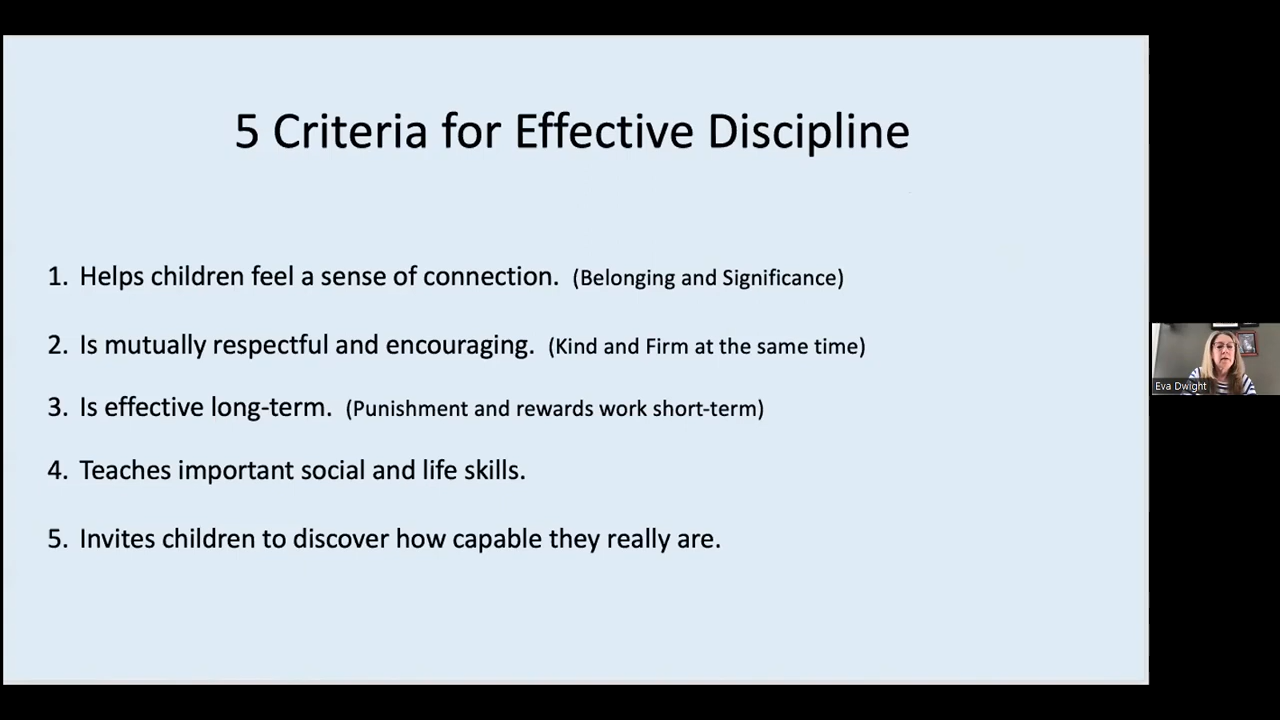 5 Criteria for Effective Discipline
1. Helps children feel a sense of connection. (Belonging and Significance)
2. Is mutually respectful and encouraging. (Kind and Firm at the same time)
3. Is effective long-term. (Punishment and rewards work short-term)
Eva Dwight
4. Teaches important social and life skills.
5. Invites children to discover how capable they really are.